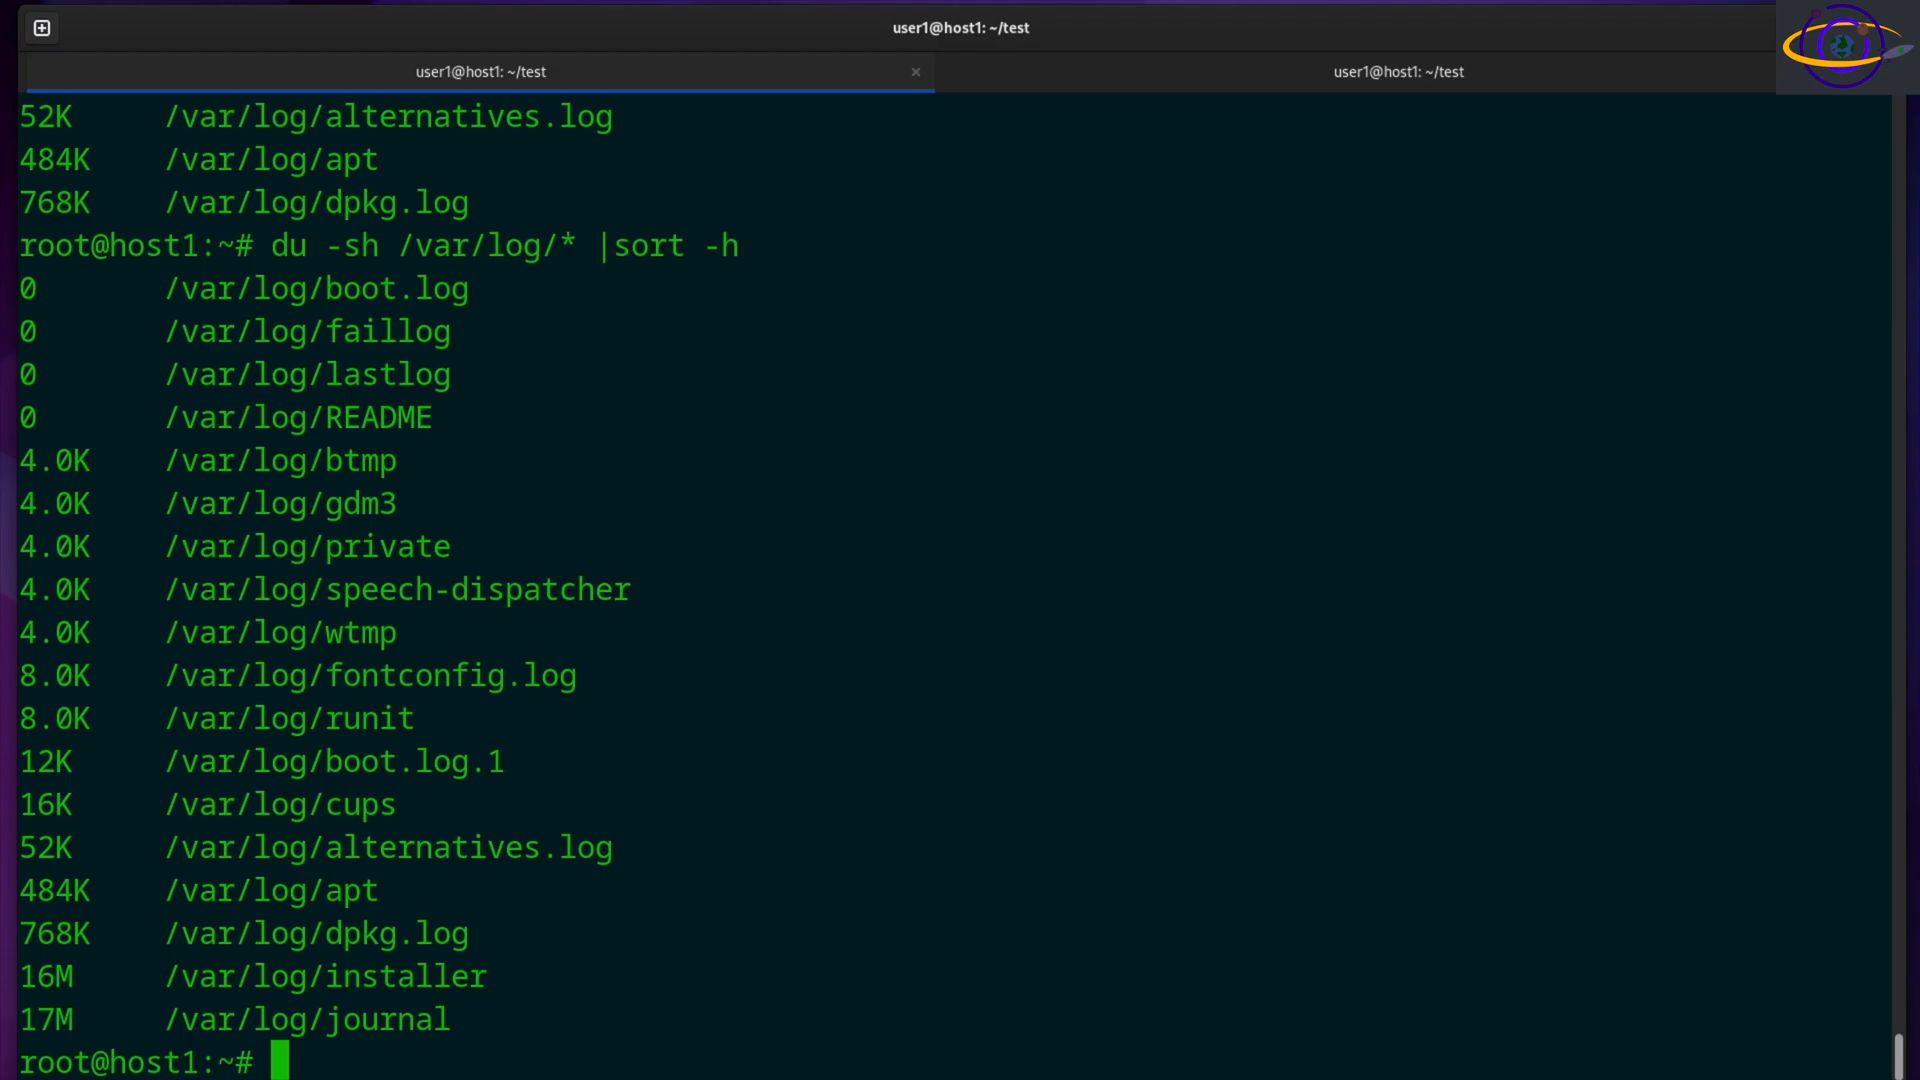 user1@host1: ~/test
user1@host1: ~/test × user1@host1: ~/test
52K /var/log/alternatives.log
484K /var/log/apt
768K /var/log/dpkg.log
root@host1:~# du -sh /var/log/* |sort -h
0 /var/log/boot.log
0 /var/log/faillog
0 /var/log/lastlog
0 /var/log/README
4.0K /var/log/btmp
4.0K /var/log/gdm3
4.0K /var/log/private
4.0K /var/log/speech-dispatcher
4.0K /var/log/wtmp
8.0K /var/log/fontconfig.log
8.0K /var/log/runit
12K /var/log/boot.log.1
16K /var/log/cups
52K /var/log/alternatives.log
484K /var/log/apt
768K /var/log/dpkg.log
16M /var/log/installer
17M /var/log/journal
root@host1:~#